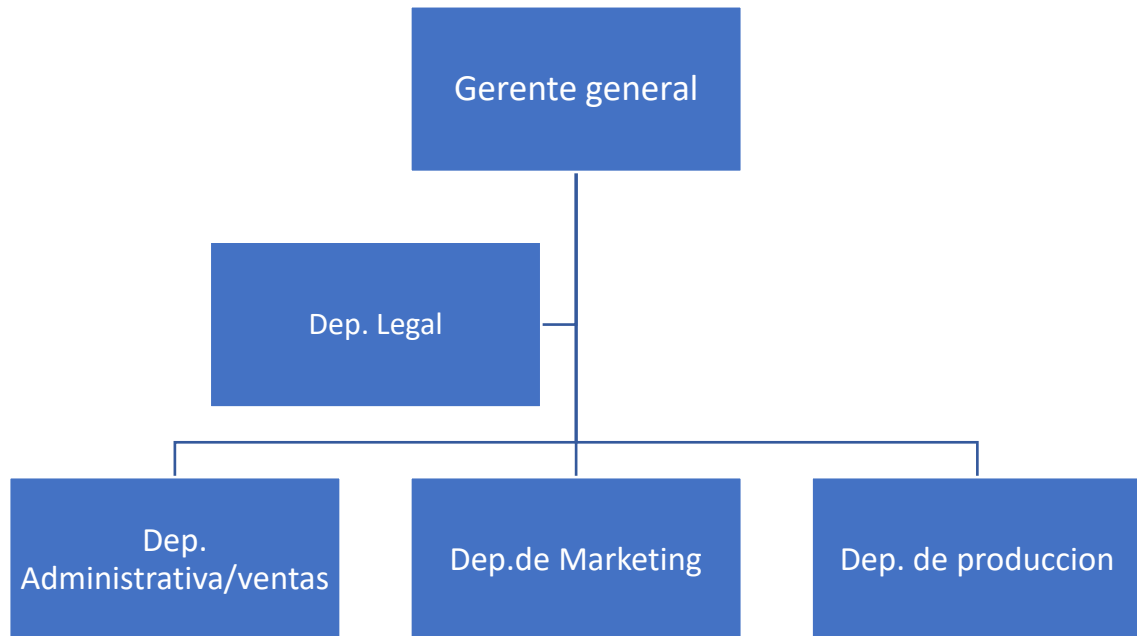 Gerente general
Dep. Legal
Dep.
Administrativa/ventas
Dep.de Marketing
Dep. de produccion